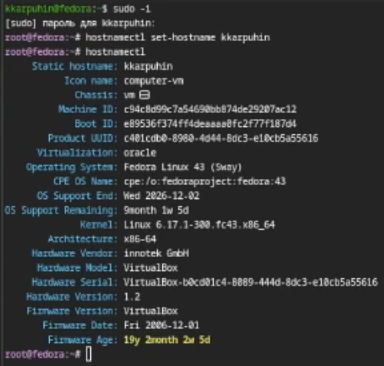 kkarpuhin@fedora:~$ sudo -i
[sudo] пароль для kkarpuhin:
root@fedora:~# hostnamectl set-hostname kkarpuhin
root@fedora:~# hostnamectl
Static hostname: kkarpuhin
Icon name: computer-vm
Chassis: vm
Machine ID: c94c8d99c7a54690bb874de29207ac12
Boot ID: e89536f374ff4deaaaa0fc2f77f187d4
Product UUID: c401cdb0-8980-4d44-8dc3-e10cb5a55616
Virtualization: oracle
Operating System: Fedora Linux 43 (Sway)
CPE OS Name: cpe:/o:fedoraproject:fedora:43
OS Support End: Wed 2026-12-02
OS Support Remaining: 9month 1w 5d
Kernel: Linux 6.17.1-300.fc43.x86_64
Architecture: x86-64
Hardware Vendor: innotek GmbH
Hardware Model: VirtualBox
Hardware Serial: VirtualBox-b0cd01c4-8089-444d-8dc3-e10cb5a55616
Hardware Version: 1.2
Firmware Version: VirtualBox
Firmware Date: Fri 2006-12-01
Firmware Age: 19y 2month 2w 5d
root@fedora:~#